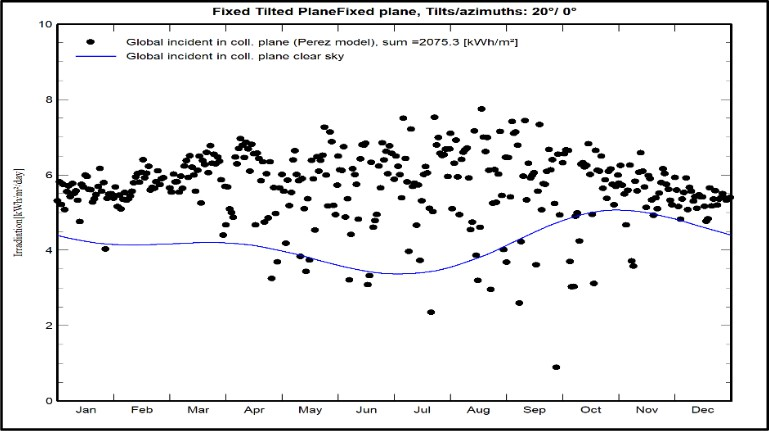 Fixed Tilted PlaneFixed plane, Tilts/azimuths: 20°/ 0°
10
Global incident in coll. plane (Perez model), sum =2075.3 [kWh/m²]
Global incident in coll. plane clear sky
8
6
Irradiation[kWh/m²/day]
4
2
0
Jan Feb Mar Apr May Jun Jul Aug Sep Oct Nov Dec